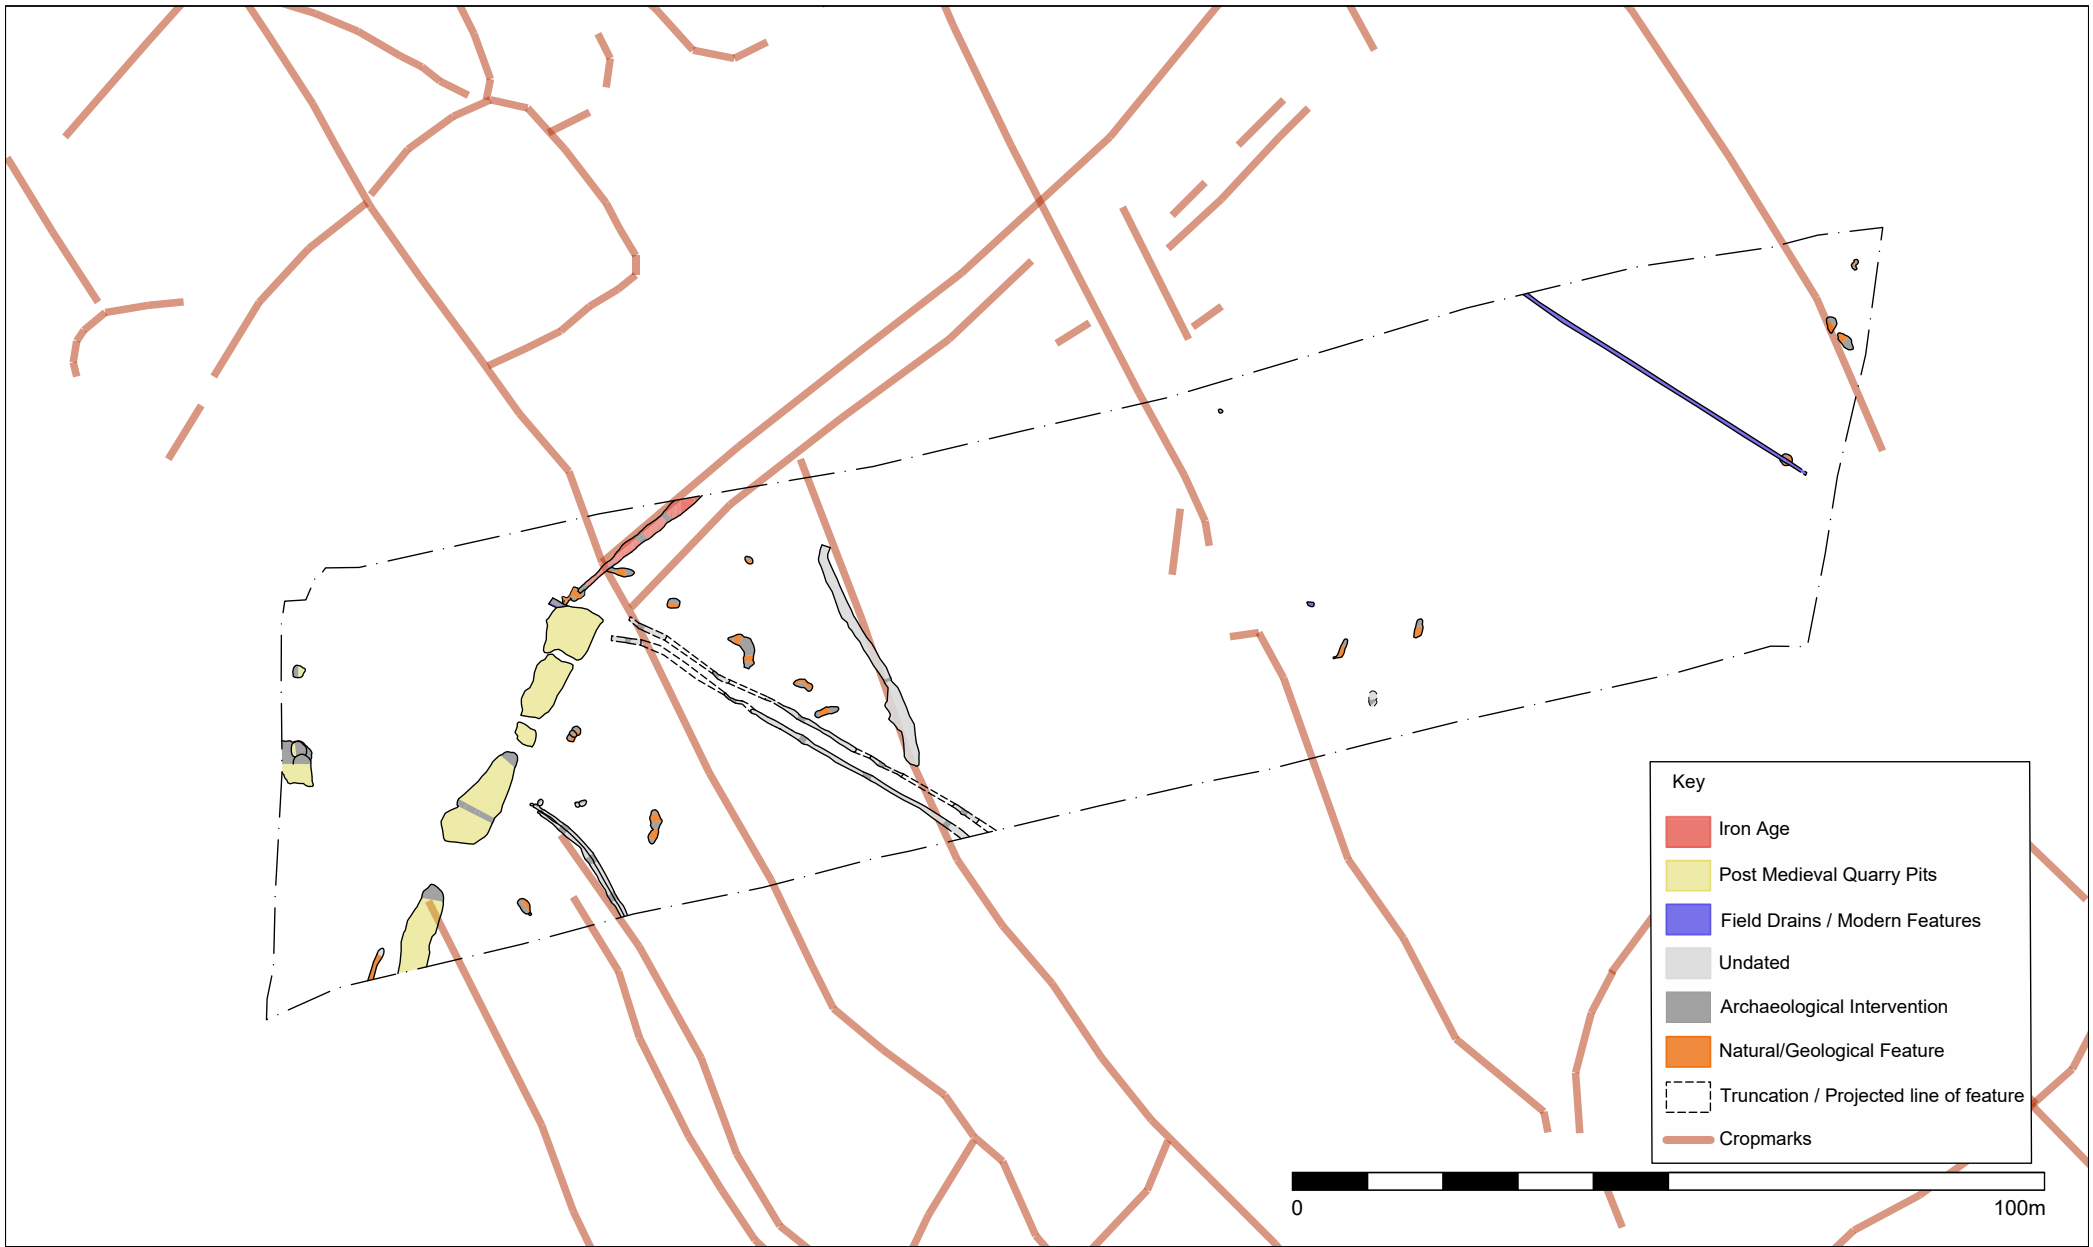 Key
Iron Age
Post Medieval Quarry Pits
Field Drains / Modern Features
Undated
Archaeological Intervention
Natural/Geological Feature
Truncation / Projected line of feature
Cropmarks
0 100m